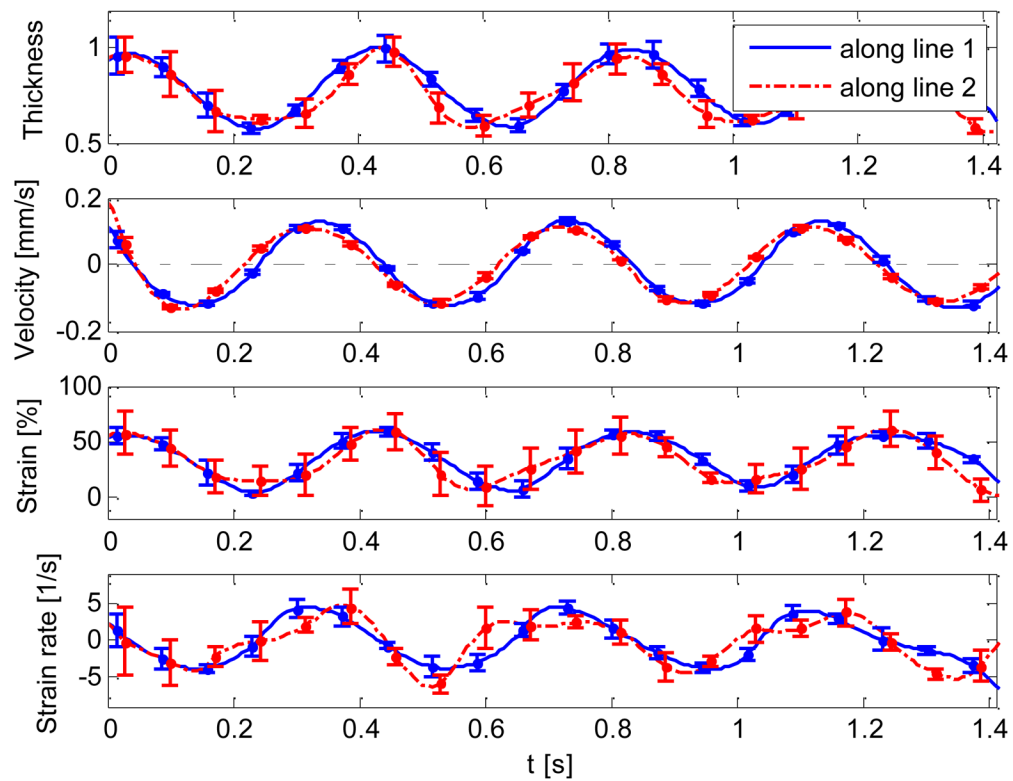 Thickness
1
0.5
along line 1
along line 2
0 0.2 0.4 0.6 0.8 1 1.2 1.4
Velocity [mm/s]
0.2
0
-0.2
0 0.2 0.4 0.6 0.8 1 1.2 1.4
Strain [%]
100
50
0
0 0.2 0.4 0.6 0.8 1 1.2 1.4
Strain rate [1/s]
5
0
-5
0 0.2 0.4 0.6 0.8 1 1.2 1.4
t [s]